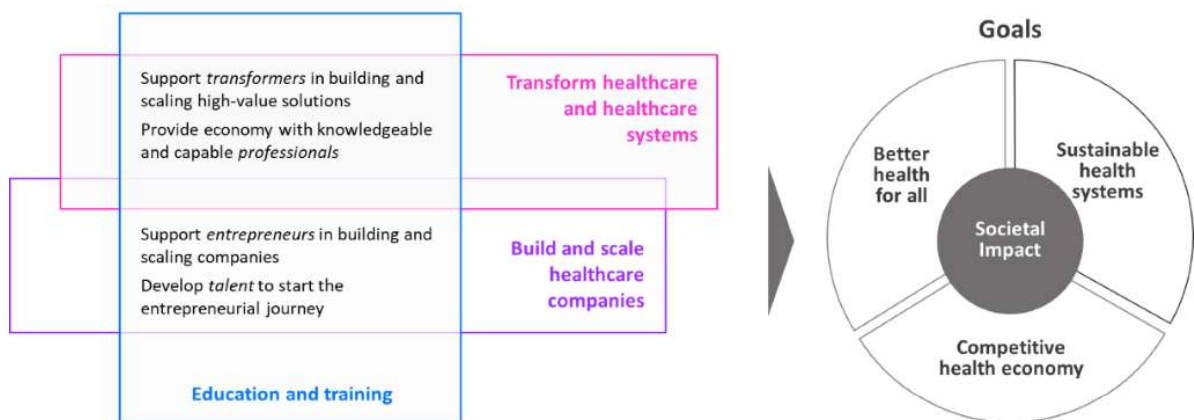 Support transformers in building and
scaling high-value solutions
Provide economy with knowledgeable
and capable professionals
Transform healthcare
and healthcare
systems
Support entrepreneurs in building and
scaling companies
Develop talent to start the
entrepreneurial journey
Build and scale
healthcare
companies
Education and training
Goals
Better
health
for all
Sustainable
health
systems
Societal
Impact
Competitive
health economy